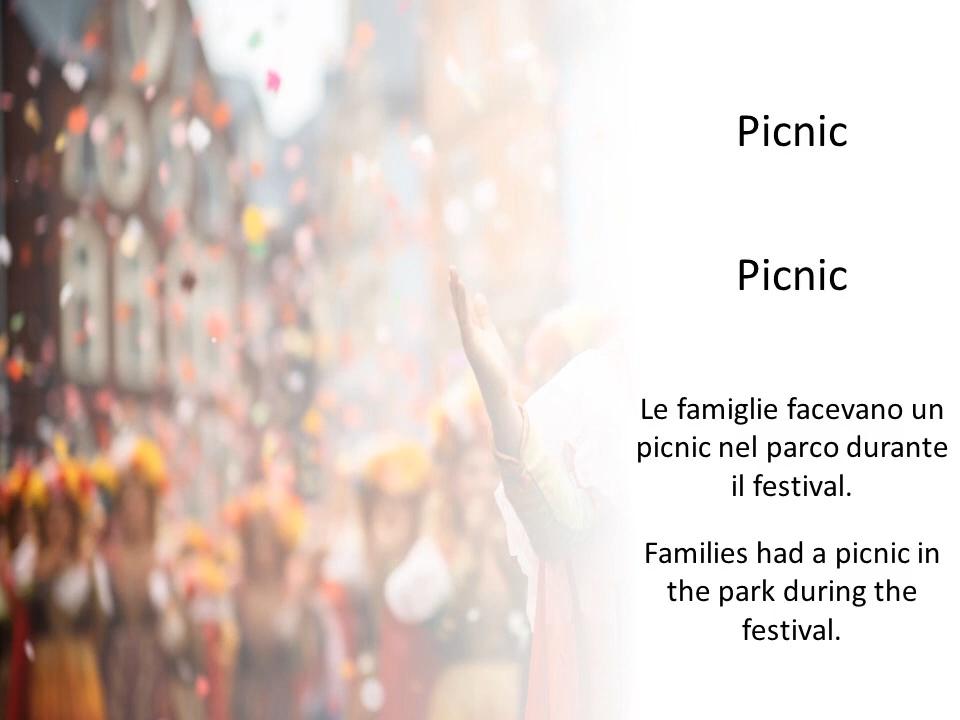 Picnic
Picnic
Le famiglie facevano un
picnic nel parco durante
il festival.
Families had a picnic in
the park during the
festival.